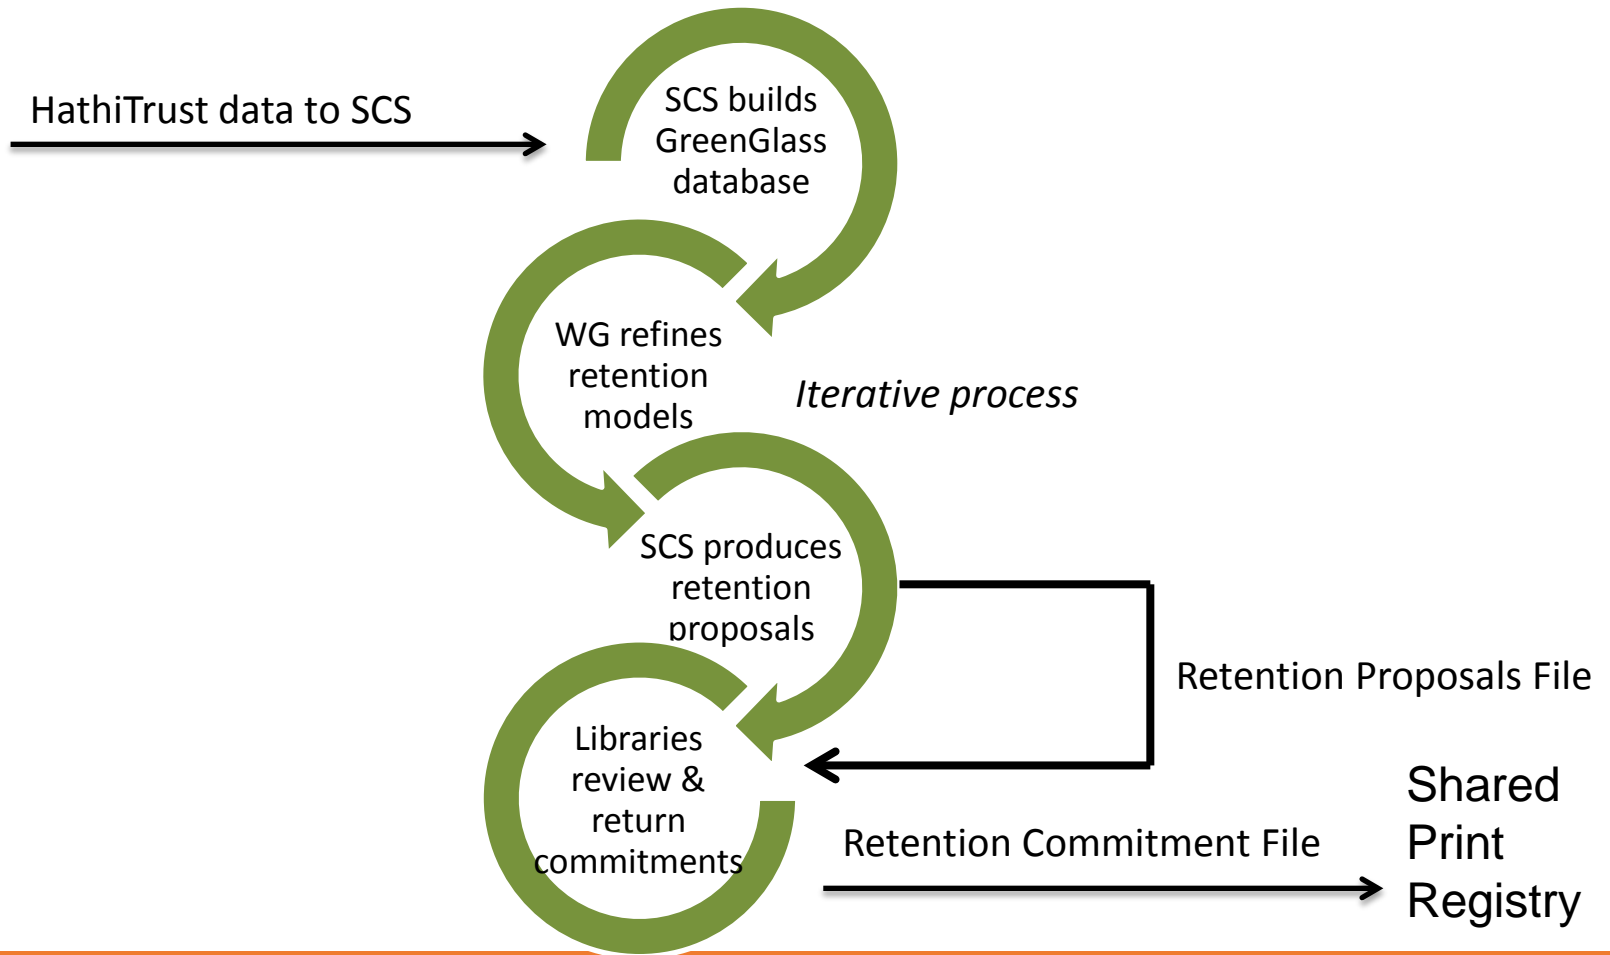 HathiTrust data to SCS
SCS builds
GreenGlass
database
WG refines
retention
models
Iterative process
SCS produces
retention
proposals
Retention Proposals File
Libraries
review &
return
commitments
Retention Commitment File
Shared
Print
Registry